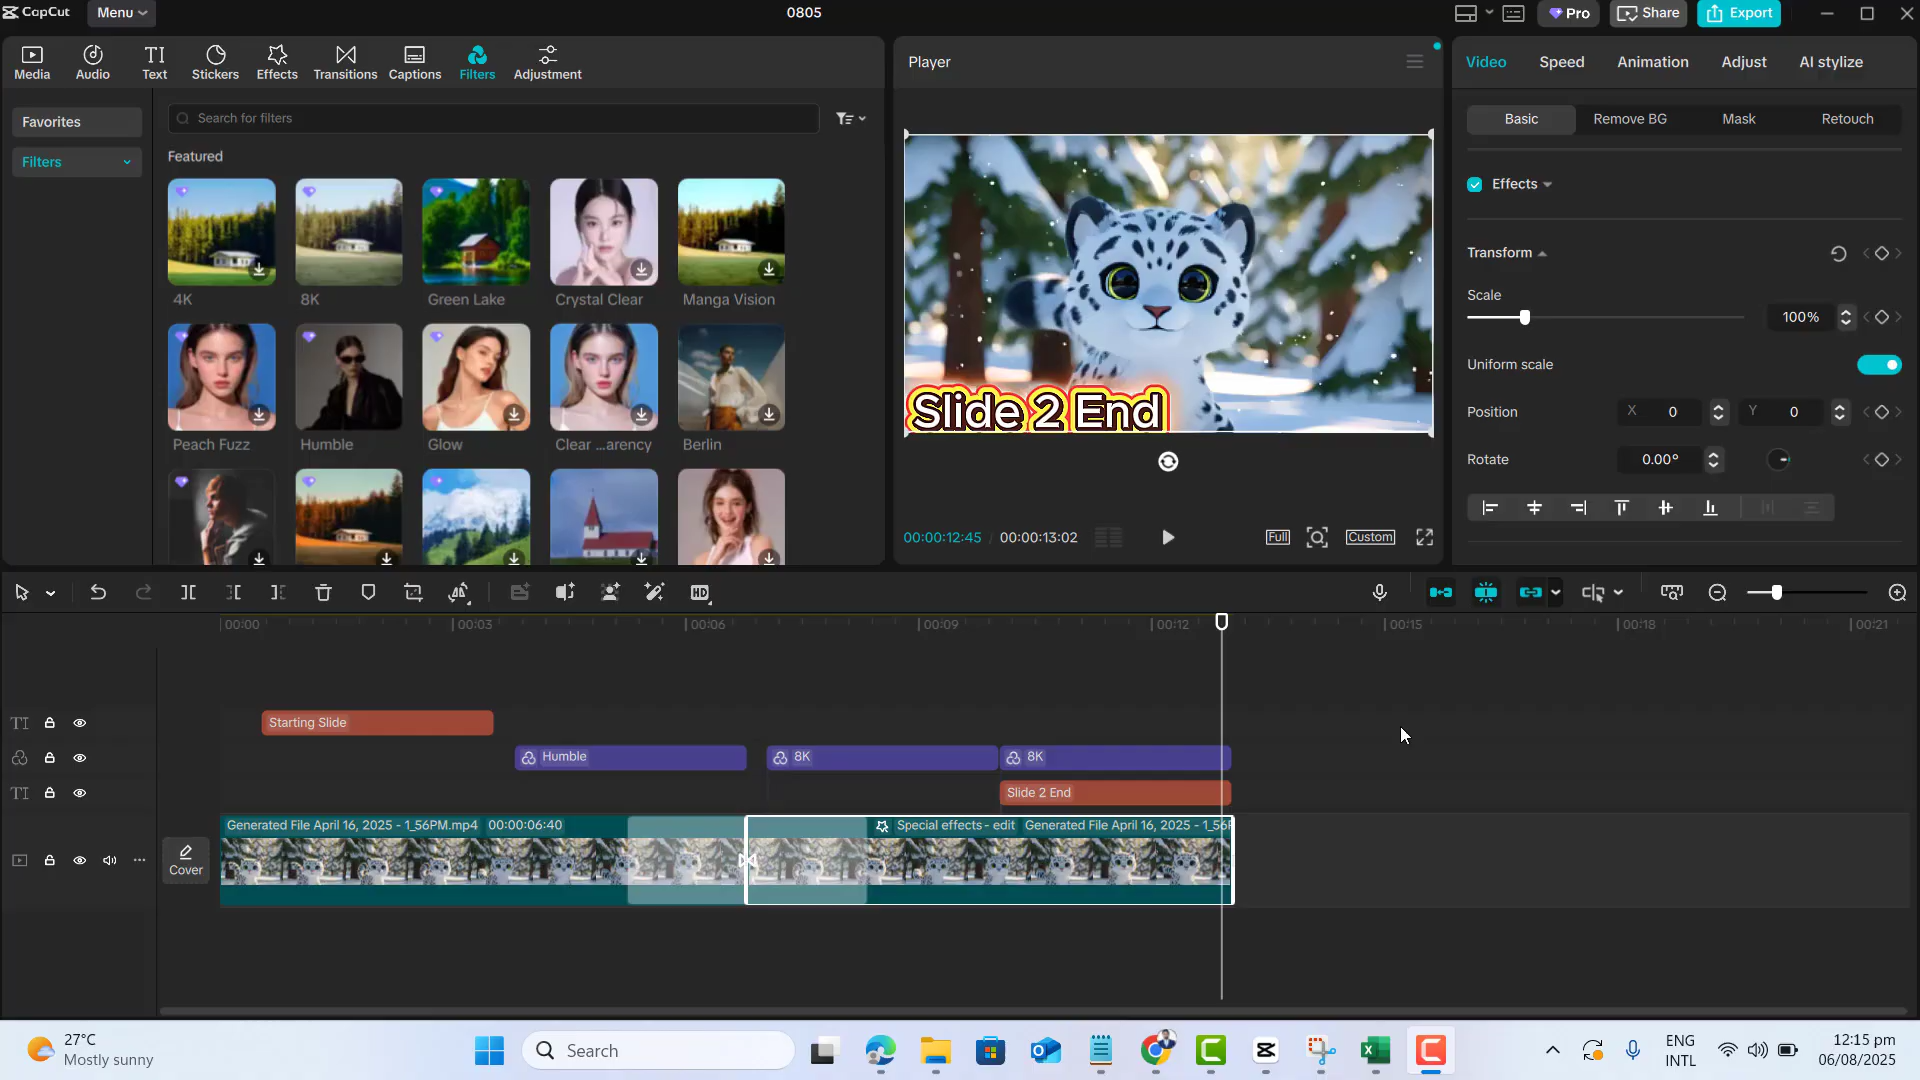 CapCut
Menu
0805
Pro
Share
Export
Media
Audio
Text
Stickers
Effects
Transitions
Captions
Filters
Adjustment
Favorites
Filters
Search for filters
Featured
4K
8K
Green Lake
Crystal Clear
Manga Vision
Peach Fuzz
Humble
Glow
Clear ...arency
Berlin
Player
Slide 2 End
00:00:12:45 / 00:00:13:02
Full
Custom
Video
Speed
Animation
Adjust
AI stylize
Basic
Remove BG
Mask
Retouch
Effects
Transform
Scale
100%
Uniform scale
Position
X 0
Y 0
Rotate
0.00°
HD
00:00
00:03
00:06
00:09
00:12
00:15
00:18
00:21
TI
Starting Slide
Humble
8K
8K
TI
Slide 2 End
Cover
Generated File April 16, 2025 - 1_56PM.mp4 00:00:06:40
Special effects - edit Generated File April 16, 2025 - 1_56P
27°C
Mostly sunny
Search
ENG
INTL
12:15 pm
06/08/2025